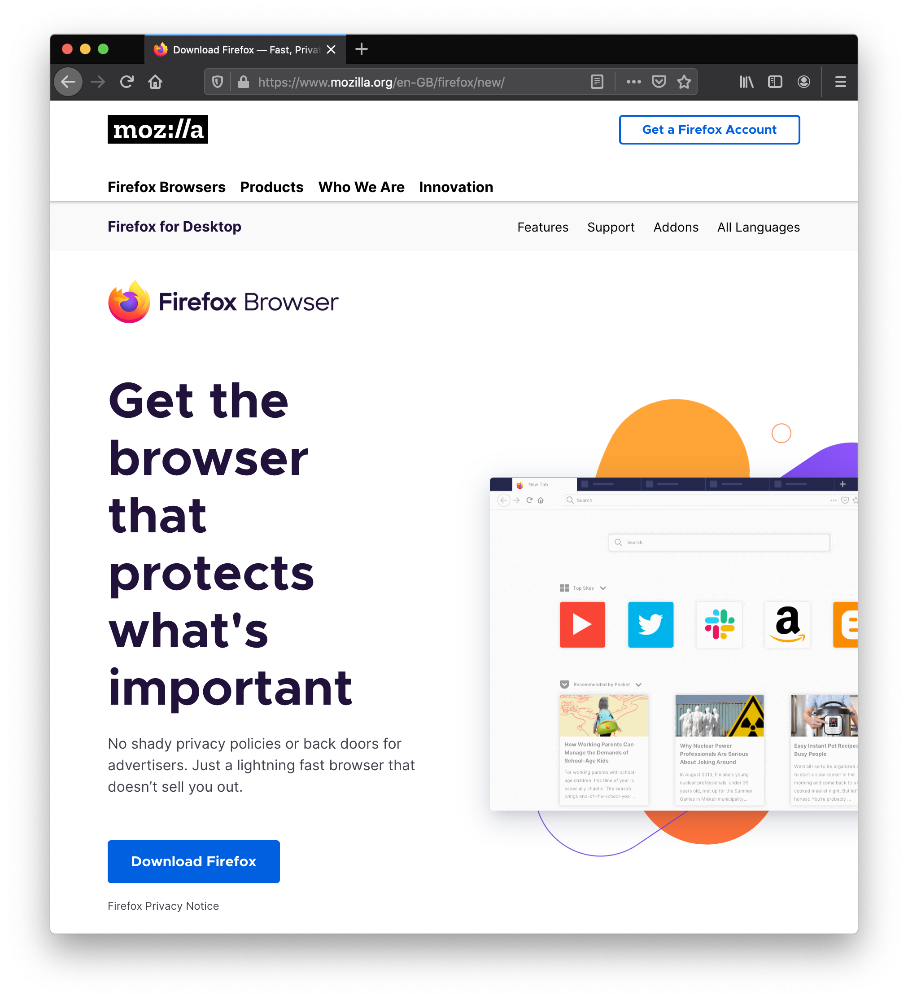 Download Firefox — Fast, Privat
https://www.mozilla.org/en-GB/firefox/new/
moz://a
Get a Firefox Account
Firefox Browsers Products Who We Are Innovation
Firefox for Desktop
Features Support Addons All Languages
Firefox Browser
Get the
browser
that
protects
what's
important
No shady privacy policies or back doors for
advertisers. Just a lightning fast browser that
doesn’t sell you out.
Download Firefox
Firefox Privacy Notice
New Tab
Search
Search
Top Sites
Recommended by Pocket
How Working Parents Can
Manage the Demands of
School-Age Kids
For working parents with school-
age children, this time of year is
especially chaotic. The season
brings end-of-the-school-year...
Why Nuclear Power
Professionals Are Serious
About Joking Around
In August 2013, Finland's young
nuclear professionals, under 35
years old, met up for the Summer
Games in Mikkeli municipality...
Easy Instant Pot Recipes
Busy People
We'd all like to be organized
to start a slow cooker in the
morning and come back to a
cooked meal at night. But let'
honest: You're probably ...